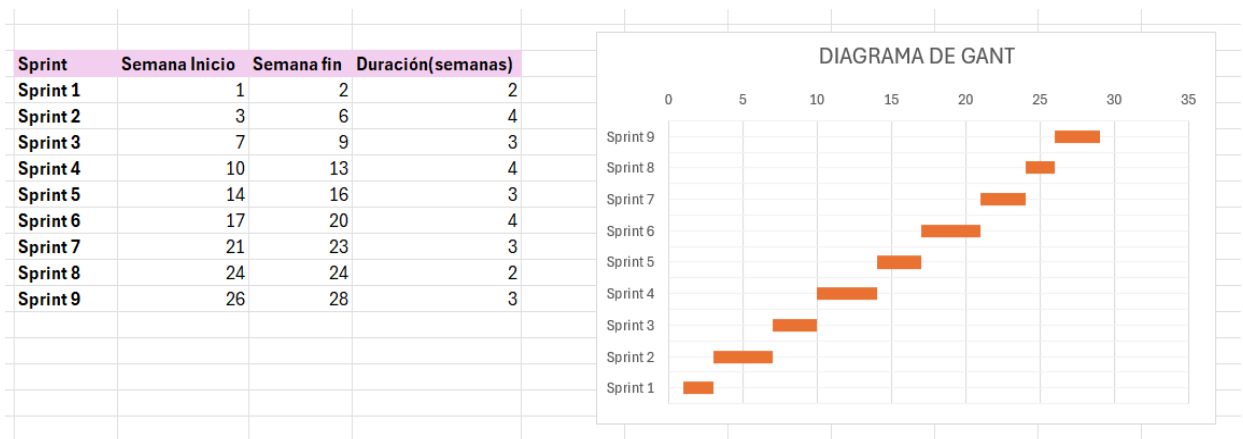 Sprint Semana Inicio Semana fin Duración(semanas)
Sprint 1 1 2 2
Sprint 2 3 6 4
Sprint 3 7 9 3
Sprint 4 10 13 4
Sprint 5 14 16 3
Sprint 6 17 20 4
Sprint 7 21 23 3
Sprint 8 24 24 2
Sprint 9 26 28 3
DIAGRAMA DE GANT
0 5 10 15 20 25 30 35
Sprint 9
Sprint 8
Sprint 7
Sprint 6
Sprint 5
Sprint 4
Sprint 3
Sprint 2
Sprint 1